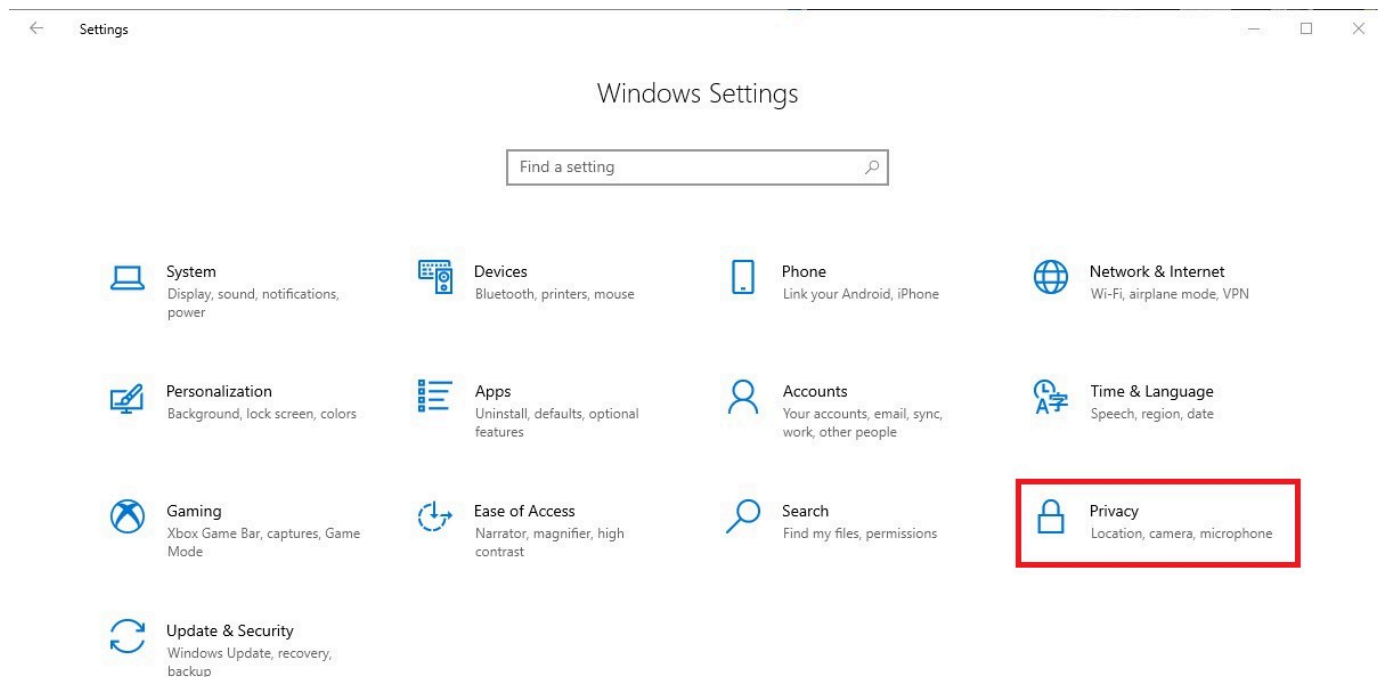 Settings
Windows Settings
Find a setting
System
Display, sound, notifications,
power
Devices
Bluetooth, printers, mouse
Phone
Link your Android, iPhone
Network & Internet
Wi-Fi, airplane mode, VPN
Personalization
Background, lock screen, colors
Apps
Uninstall, defaults, optional
features
Accounts
Your accounts, email, sync,
work, other people
Time & Language
Speech, region, date
Gaming
Xbox Game Bar, captures, Game
Mode
Ease of Access
Narrator, magnifier, high
contrast
Search
Find my files, permissions
Privacy
Location, camera, microphone
Update & Security
Windows Update, recovery,
backup